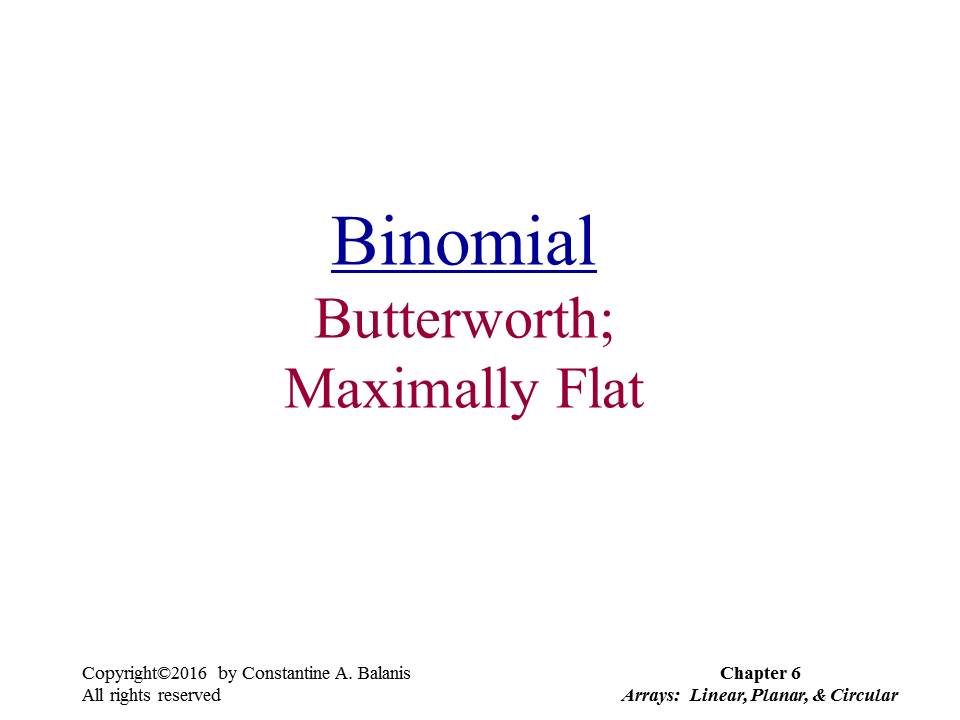 Binomial
Butterworth;
Maximally Flat
Copyright©2016 by Constantine A. Balanis
All rights reserved
Chapter 6
Arrays: Linear, Planar, & Circular